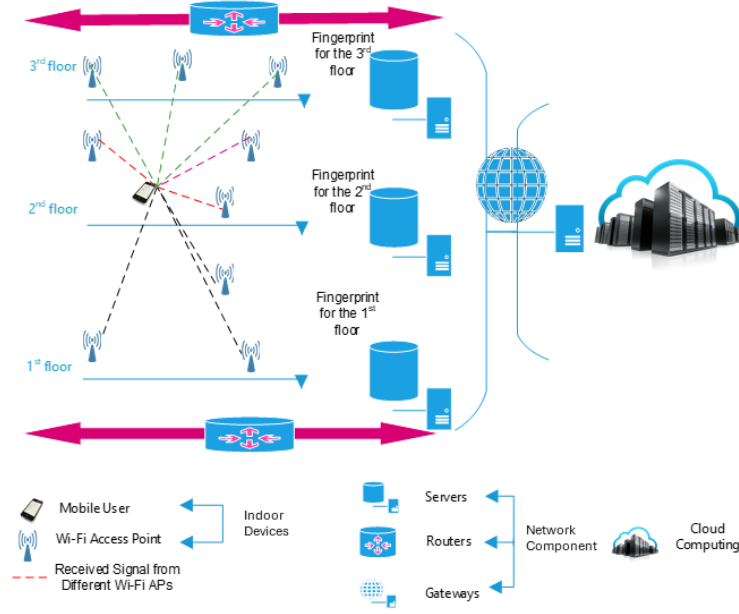 Fingerprint
for the 3rd
floor
3rd floor
Fingerprint
for the 2nd
floor
2nd floor
Fingerprint
for the 1st
floor
1st floor
Mobile User
Wi-Fi Access Point
Indoor
Devices
Received Signal from
Different Wi-Fi APs
Servers
Routers
Gateways
Network
Component
Cloud
Computing